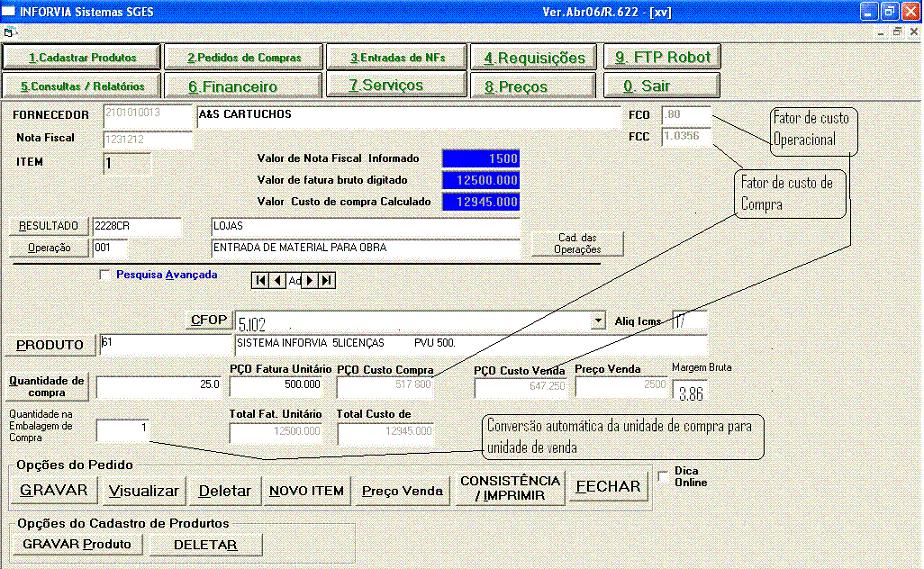 INFORVIA Sistemas SGES Ver.Abr06/R.622 - [xv]
1.Cadastrar Produtos 2.Pedidos de Compras 3.Entradas de NFs 4.Requisições 9. FTP Robot
5.Consultas / Relatórios 6.Financeiro 7.Serviços 8.Preços 0. Sair
FORNECEDOR 2101010013 A&S CARTUCHOS FCO .80
Fator de custo Operacional
Nota Fiscal 1231212 FCC 1.0356
ITEM 1 Valor de Nota Fiscal Informado 1500
Valor de fatura bruto digitado 12500.000
Fator de custo de Compra
Valor Custo de compra Calculado 12945.000
RESULTADO 2228CR LOJAS
Operação 001 ENTRADA DE MATERIAL PARA OBRA Cad. das Operações
Pesquisa Avançada Ad
CFOP 5.102 Aliq Icms 17
PRODUTO 61 SISTEMA INFORVIA 5LICENÇAS PVU 500.
PÇO Fatura Unitário PÇO Custo Compra PÇO Custo Venda Preço Venda Margem Bruta
Quantidade de compra 25.0 500.000 517.800 647.250 2500 3.86
Quantidade na Embalagem de Compra 1
Total Fat. Unitário Total Custo de
12500.000 12945.000
Conversão automática da unidade de compra para
unidade de venda
Opções do Pedido
GRAVAR Visualizar Deletar NOVO ITEM Preço Venda CONSISTÊNCIA / IMPRIMIR FECHAR
Dica Online
Opções do Cadastro de Produrtos
GRAVAR Produto DELETAR